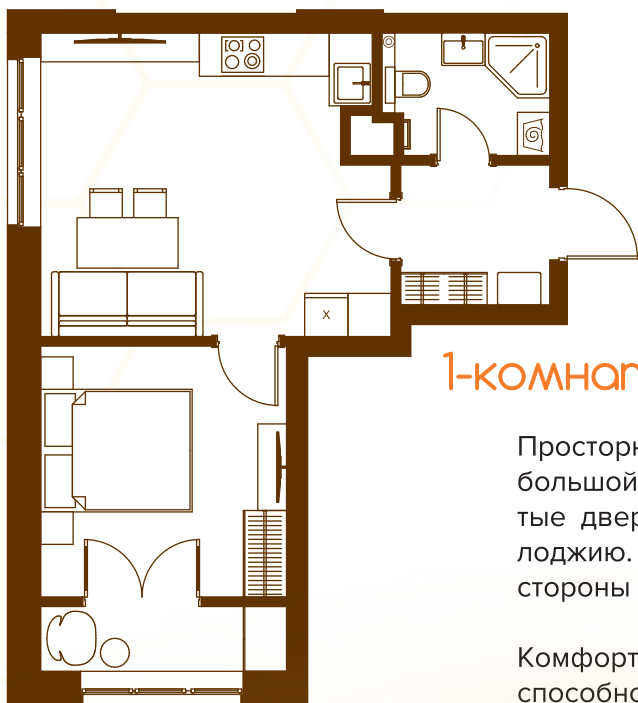 X
1-комнат
Просторн
большой
тые двер
лоджию.
стороны
Комфорт
способно